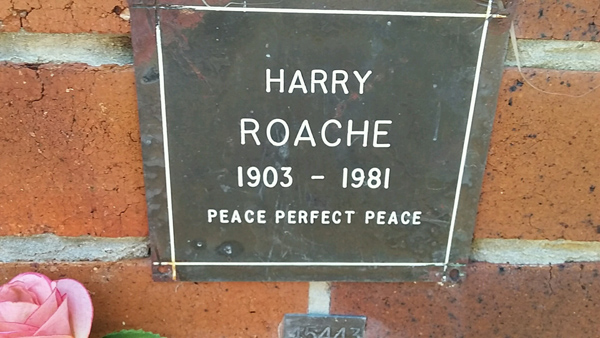 HARRY
ROACHE
1903 - 1981
PEACE PERFECT PEACE